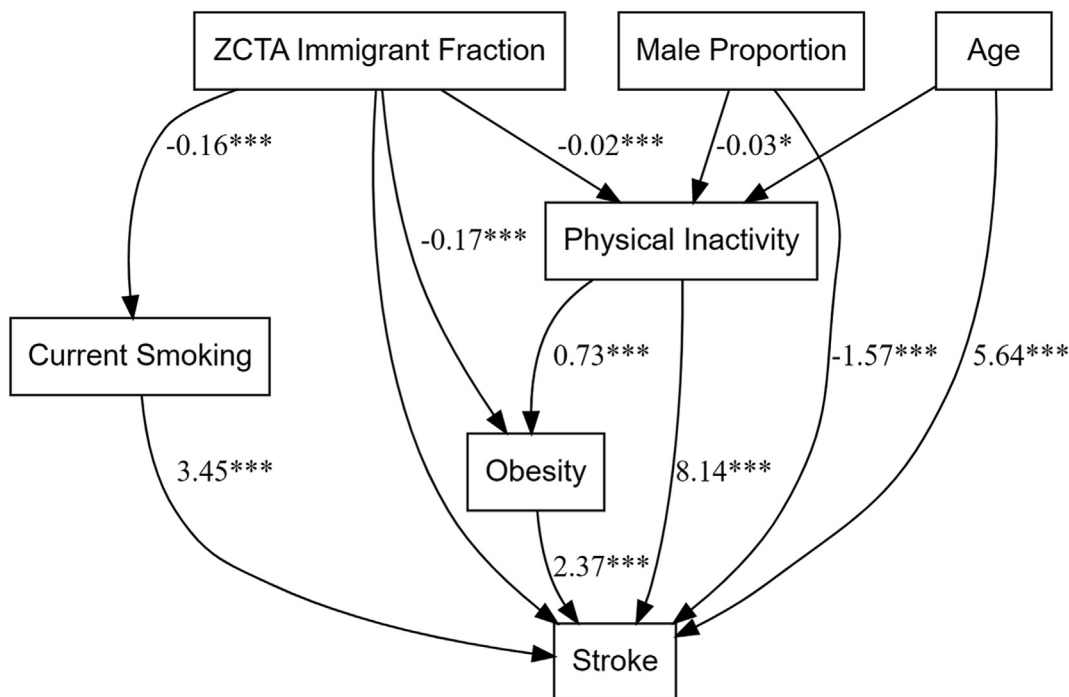 ZCTA Immigrant Fraction
Male Proportion
Age
-0.16***
-0.02***
-0.03*
Physical Inactivity
-0.17***
Current Smoking
0.73***
-1.57***
5.64***
Obesity
3.45***
8.14***
2.37***
Stroke